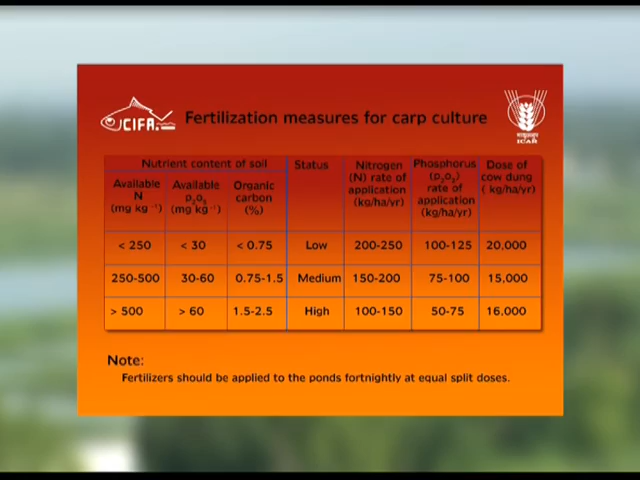 CIFA
Fertilization measures for carp culture
ICAR
Nutrient content of soil
Status
Nitrogen
(N) rate of
application
(kg/ha/yr)
Phosphorus
(P₂O₅)
rate of
application
(kg/ha/yr)
Dose of
cow dung
( kg/ha/yr)
Available
N
(mg kg⁻¹)
Available
P₂O₅
(mg kg⁻¹)
Organic
carbon
(%)
< 250 < 30 < 0.75 Low 200-250 100-125 20,000
250-500 30-60 0.75-1.5 Medium 150-200 75-100 15,000
> 500 > 60 1.5-2.5 High 100-150 50-75 16,000
Note:
Fertilizers should be applied to the ponds fortnightly at equal split doses.